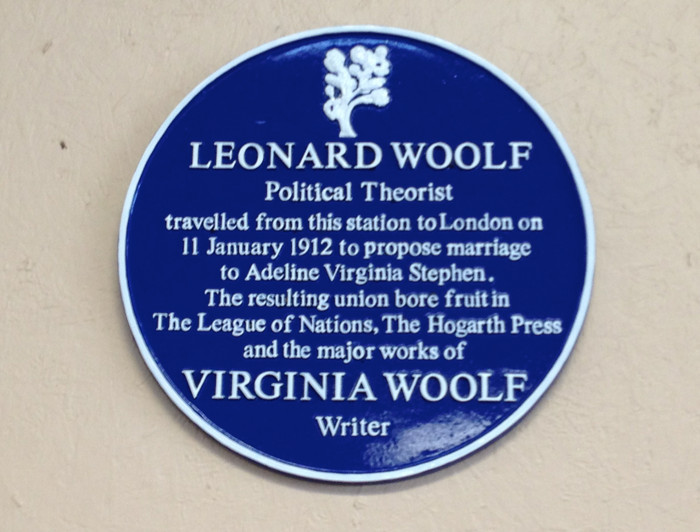 LEONARD WOOLF
Political Theorist
travelled from this station to London on
11 January 1912 to propose marriage
to Adeline Virginia Stephen.
The resulting union bore fruit in
The League of Nations, The Hogarth Press
and the major works of
VIRGINIA WOOLF
Writer